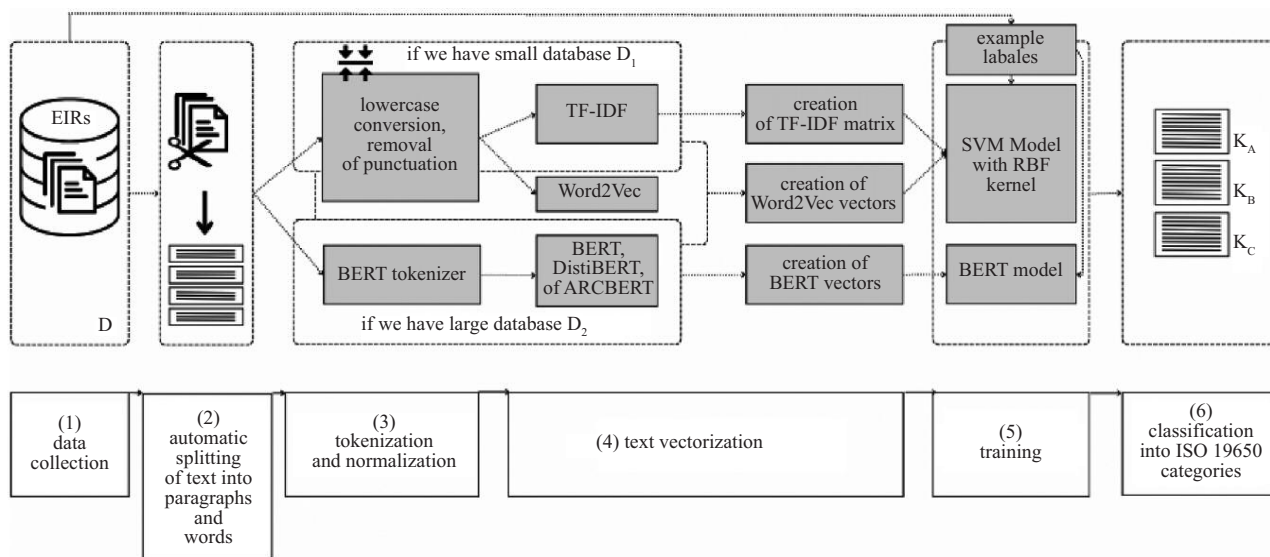 EIRs
D
if we have small database D1
lowercase
conversion,
removal
of punctuation
TF-IDF
Word2Vec
BERT tokenizer
BERT,
DistiBERT,
of ARCBERT
if we have large database D2
creation
of TF-IDF matrix
creation of
Word2Vec vectors
creation of
BERT vectors
example
labales
SVM Model
with RBF
kernel
BERT model
KA
KB
KC
(1)
data
collection
(2)
automatic
splitting
of text into
paragraphs
and
words
(3)
tokenization
and normalization
(4) text vectorization
(5)
training
(6)
classification
into ISO 19650
categories